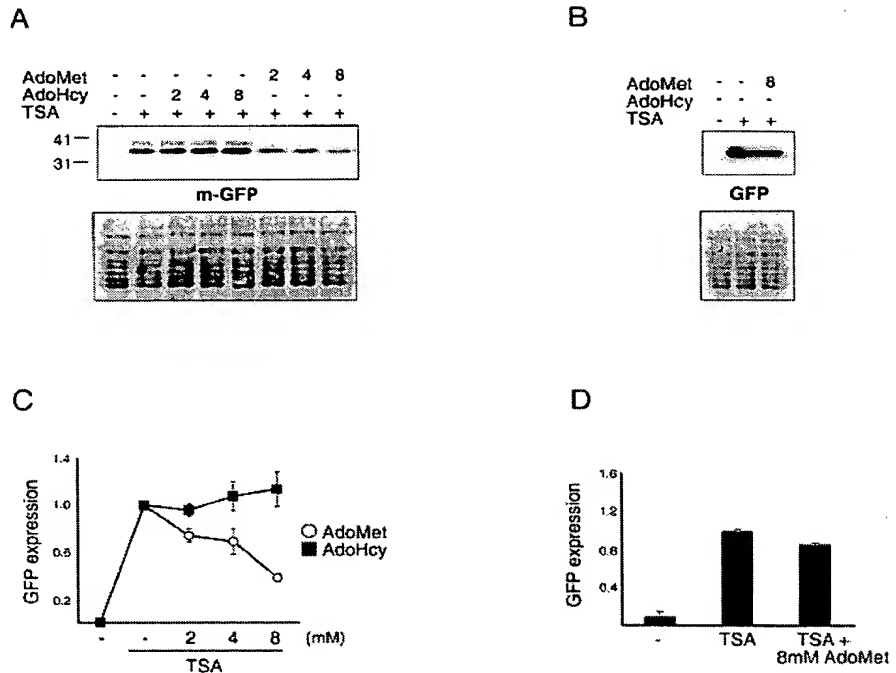 A
AdoMet - - - - - 2 4 8
AdoHcy - - 2 4 8 - - -
TSA - + + + + + + +
41
31
m-GFP
B
AdoMet - - 8
AdoHcy - - -
TSA - + +
GFP
C
GFP expression
1.4
1.0
0.6
0.2
- - 2 4 8 (mM)
TSA
AdoMet
AdoHcy
D
GFP expression
1.6
1.2
0.8
0.4
- TSA TSA +
8mM AdoMet